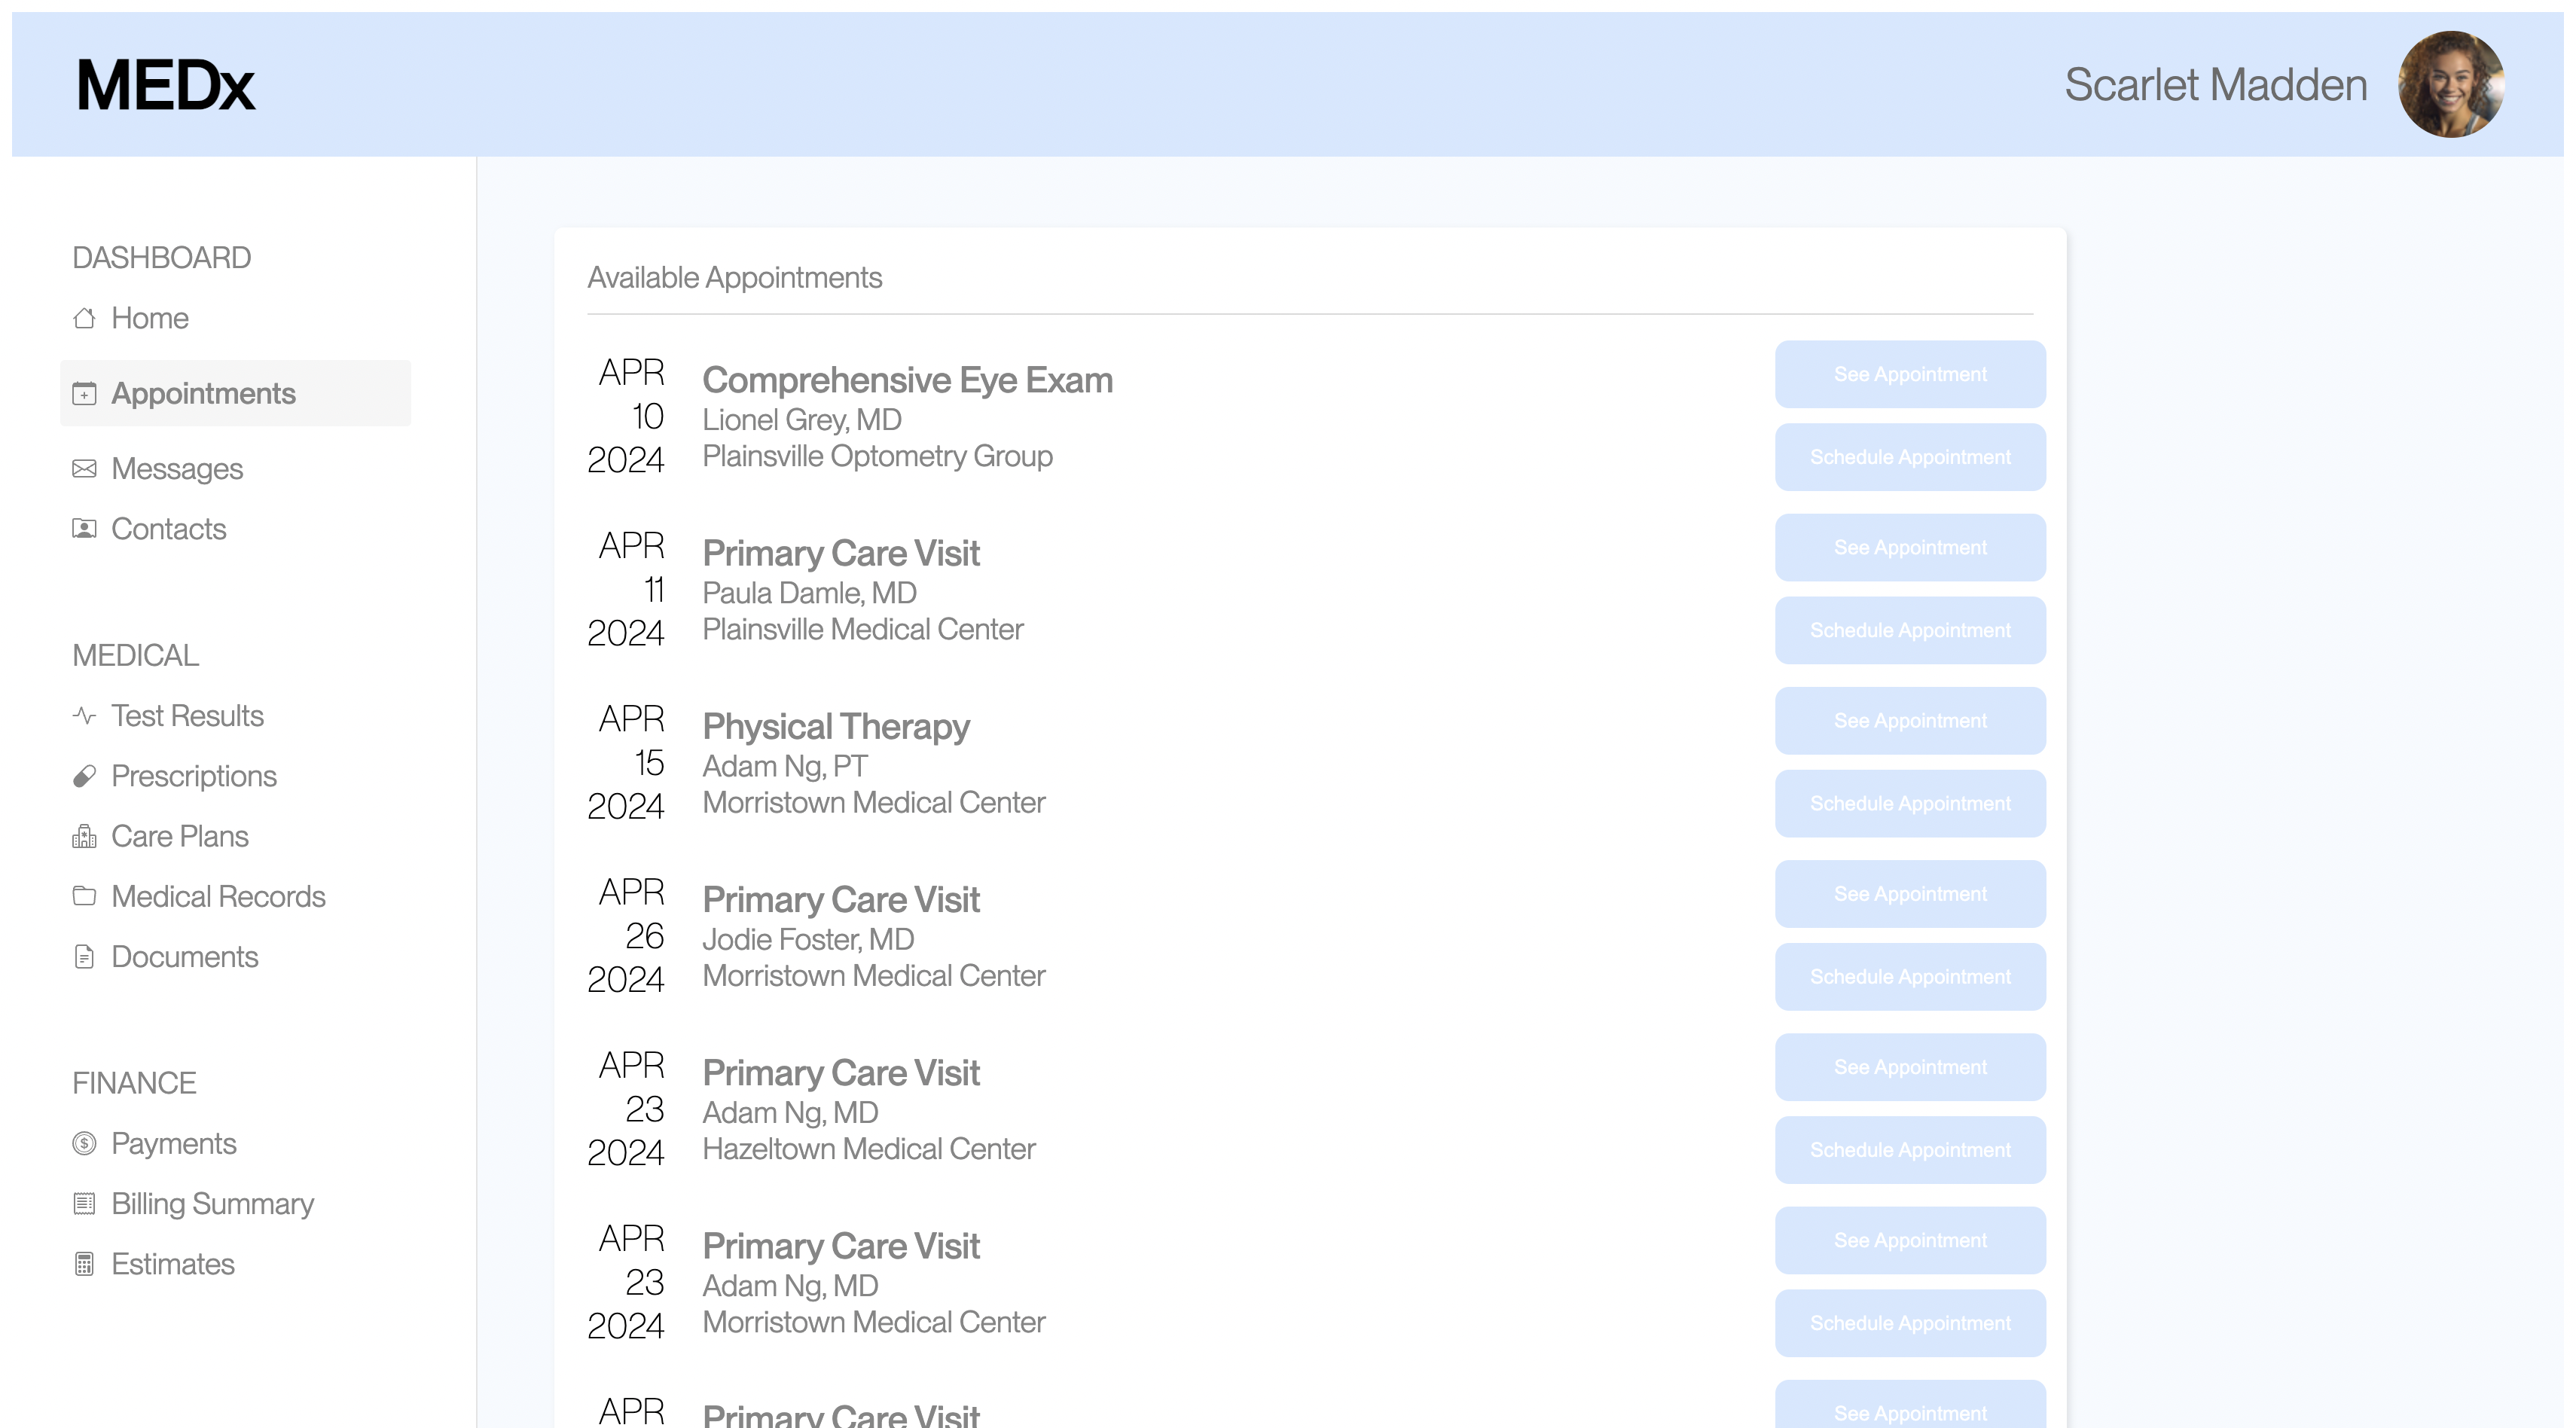 MEDx
Scarlet Madden
DASHBOARD
Home
Appointments
Messages
Contacts
MEDICAL
Test Results
Prescriptions
Care Plans
Medical Records
Documents
FINANCE
Payments
Billing Summary
Estimates
Available Appointments
APR
10
2024
Comprehensive Eye Exam
Lionel Grey, MD
Plainsville Optometry Group
See Appointment
Schedule Appointment
APR
11
2024
Primary Care Visit
Paula Damle, MD
Plainsville Medical Center
See Appointment
Schedule Appointment
APR
15
2024
Physical Therapy
Adam Ng, PT
Morristown Medical Center
See Appointment
Schedule Appointment
APR
26
2024
Primary Care Visit
Jodie Foster, MD
Morristown Medical Center
See Appointment
Schedule Appointment
APR
23
2024
Primary Care Visit
Adam Ng, MD
Hazeltown Medical Center
See Appointment
Schedule Appointment
APR
23
2024
Primary Care Visit
Adam Ng, MD
Morristown Medical Center
See Appointment
Schedule Appointment
APR
Primary Care Visit
See Appointment